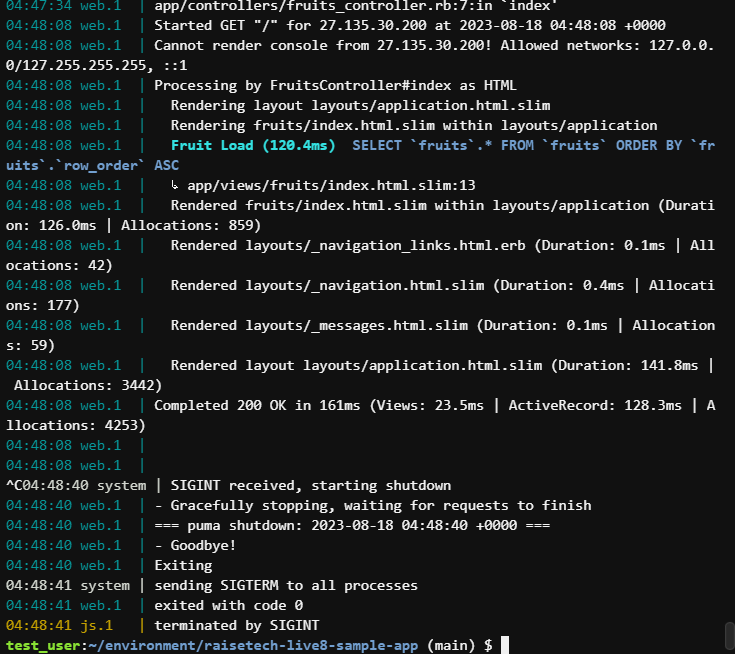 04:47:34 web.1  | app/controllers/fruits_controller.rb:7:in `index'
04:48:08 web.1  | Started GET "/" for 27.135.30.200 at 2023-08-18 04:48:08 +0000
04:48:08 web.1  | Cannot render console from 27.135.30.200! Allowed networks: 127.0.0.
0/127.255.255.255, ::1
04:48:08 web.1  | Processing by FruitsController#index as HTML
04:48:08 web.1  |   Rendering layout layouts/application.html.slim
04:48:08 web.1  |   Rendering fruits/index.html.slim within layouts/application
04:48:08 web.1  |   Fruit Load (120.4ms)  SELECT `fruits`.* FROM `fruits` ORDER BY `fr
uits`.`row_order` ASC
04:48:08 web.1  |   ↳ app/views/fruits/index.html.slim:13
04:48:08 web.1  |   Rendered fruits/index.html.slim within layouts/application (Durati
on: 126.0ms | Allocations: 859)
04:48:08 web.1  |   Rendered layouts/_navigation_links.html.erb (Duration: 0.1ms | All
ocations: 42)
04:48:08 web.1  |   Rendered layouts/_navigation.html.slim (Duration: 0.4ms | Allocati
ons: 177)
04:48:08 web.1  |   Rendered layouts/_messages.html.slim (Duration: 0.1ms | Allocation
s: 59)
04:48:08 web.1  |   Rendered layout layouts/application.html.slim (Duration: 141.8ms |
 Allocations: 3442)
04:48:08 web.1  | Completed 200 OK in 161ms (Views: 23.5ms | ActiveRecord: 128.3ms | A
llocations: 4253)
04:48:08 web.1  |
04:48:08 web.1  |
^C04:48:40 system | SIGINT received, starting shutdown
04:48:40 web.1  | - Gracefully stopping, waiting for requests to finish
04:48:40 web.1  | === puma shutdown: 2023-08-18 04:48:40 +0000 ===
04:48:40 web.1  | - Goodbye!
04:48:40 web.1  | Exiting
04:48:41 system | sending SIGTERM to all processes
04:48:41 web.1  | exited with code 0
04:48:41 js.1   | terminated by SIGINT
test_user:~/environment/raisetech-live8-sample-app (main) $